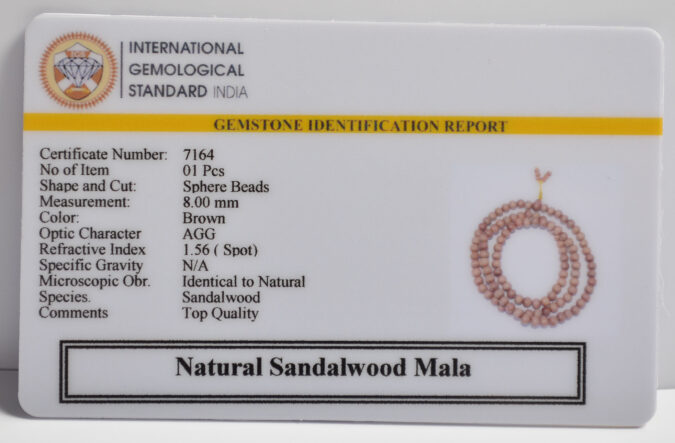 IGS
INTERNATIONAL
GEMOLOGICAL
STANDARD INDIA
GEMSTONE IDENTIFICATION REPORT
Certificate Number: 7164
No of Item 01 Pcs
Shape and Cut: Sphere Beads
Measurement: 8.00 mm
Color: Brown
Optic Character AGG
Refractive Index 1.56 ( Spot)
Specific Gravity N/A
Microscopic Obr. Identical to Natural
Species. Sandalwood
Comments Top Quality
Natural Sandalwood Mala